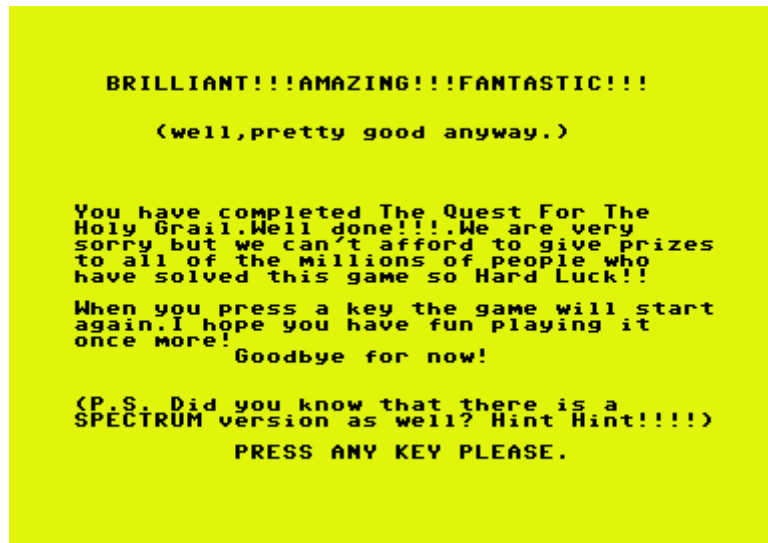 BRILLIANT!!!AMAZING!!!FANTASTIC!!!
(well,pretty good anyway.)
You have completed The Quest For The
Holy Grail.Well done!!!.We are very
sorry but we can't afford to give prizes
to all of the millions of people who
have solved this game so Hard Luck!!
When you press a key the game will start
again.I hope you have fun playing it
once more!
Goodbye for now!
(P.S. Did you know that there is a
SPECTRUM version as well? Hint Hint!!!!)
PRESS ANY KEY PLEASE.